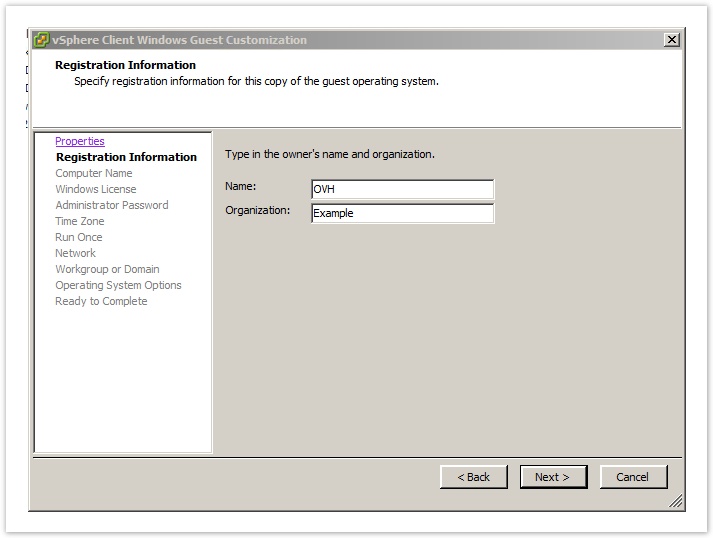 vSphere Client Windows Guest Customization
Registration Information
Specify registration information for this copy of the guest operating system.
Properties
Registration Information
Computer Name
Windows License
Administrator Password
Time Zone
Run Once
Network
Workgroup or Domain
Operating System Options
Ready to Complete
Type in the owner's name and organization.
Name: OVH
Organization: Example
< Back Next > Cancel